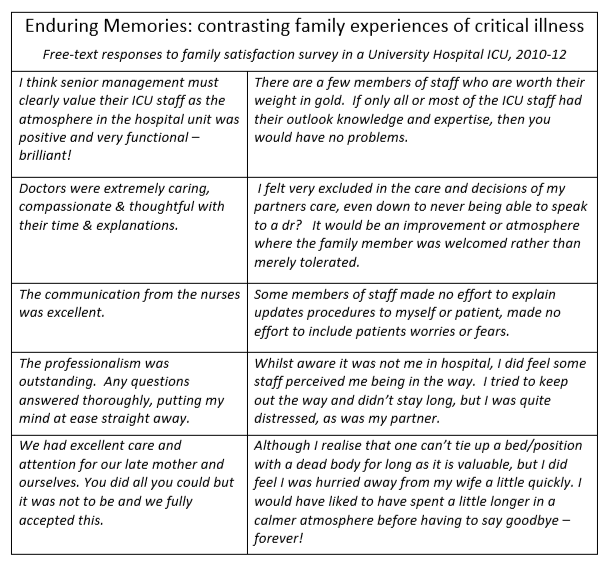 Enduring Memories: contrasting family experiences of critical illness
Free-text responses to family satisfaction survey in a University Hospital ICU, 2010-12
I think senior management must
clearly value their ICU staff as the
atmosphere in the hospital unit was
positive and very functional –
brilliant!
There are a few members of staff who are worth their
weight in gold.  If only all or most of the ICU staff had
their outlook knowledge and expertise, then you
would have no problems.
Doctors were extremely caring,
compassionate & thoughtful with
their time & explanations.
I felt very excluded in the care and decisions of my
partners care, even down to never being able to speak
to a dr?   It would be an improvement or atmosphere
where the family member was welcomed rather than
merely tolerated.
The communication from the nurses
was excellent.
Some members of staff made no effort to explain
updates procedures to myself or patient, made no
effort to include patients worries or fears.
The professionalism was
outstanding.  Any questions
answered thoroughly, putting my
mind at ease straight away.
Whilst aware it was not me in hospital, I did feel some
staff perceived me being in the way.  I tried to keep
out the way and didn't stay long, but I was quite
distressed, as was my partner.
We had excellent care and
attention for our late mother and
ourselves. You did all you could but
it was not to be and we fully
accepted this.
Although I realise that one can't tie up a bed/position
with a dead body for long as it is valuable, but I did
feel I was hurried away from my wife a little quickly. I
would have liked to have spent a little longer in a
calmer atmosphere before having to say goodbye –
forever!